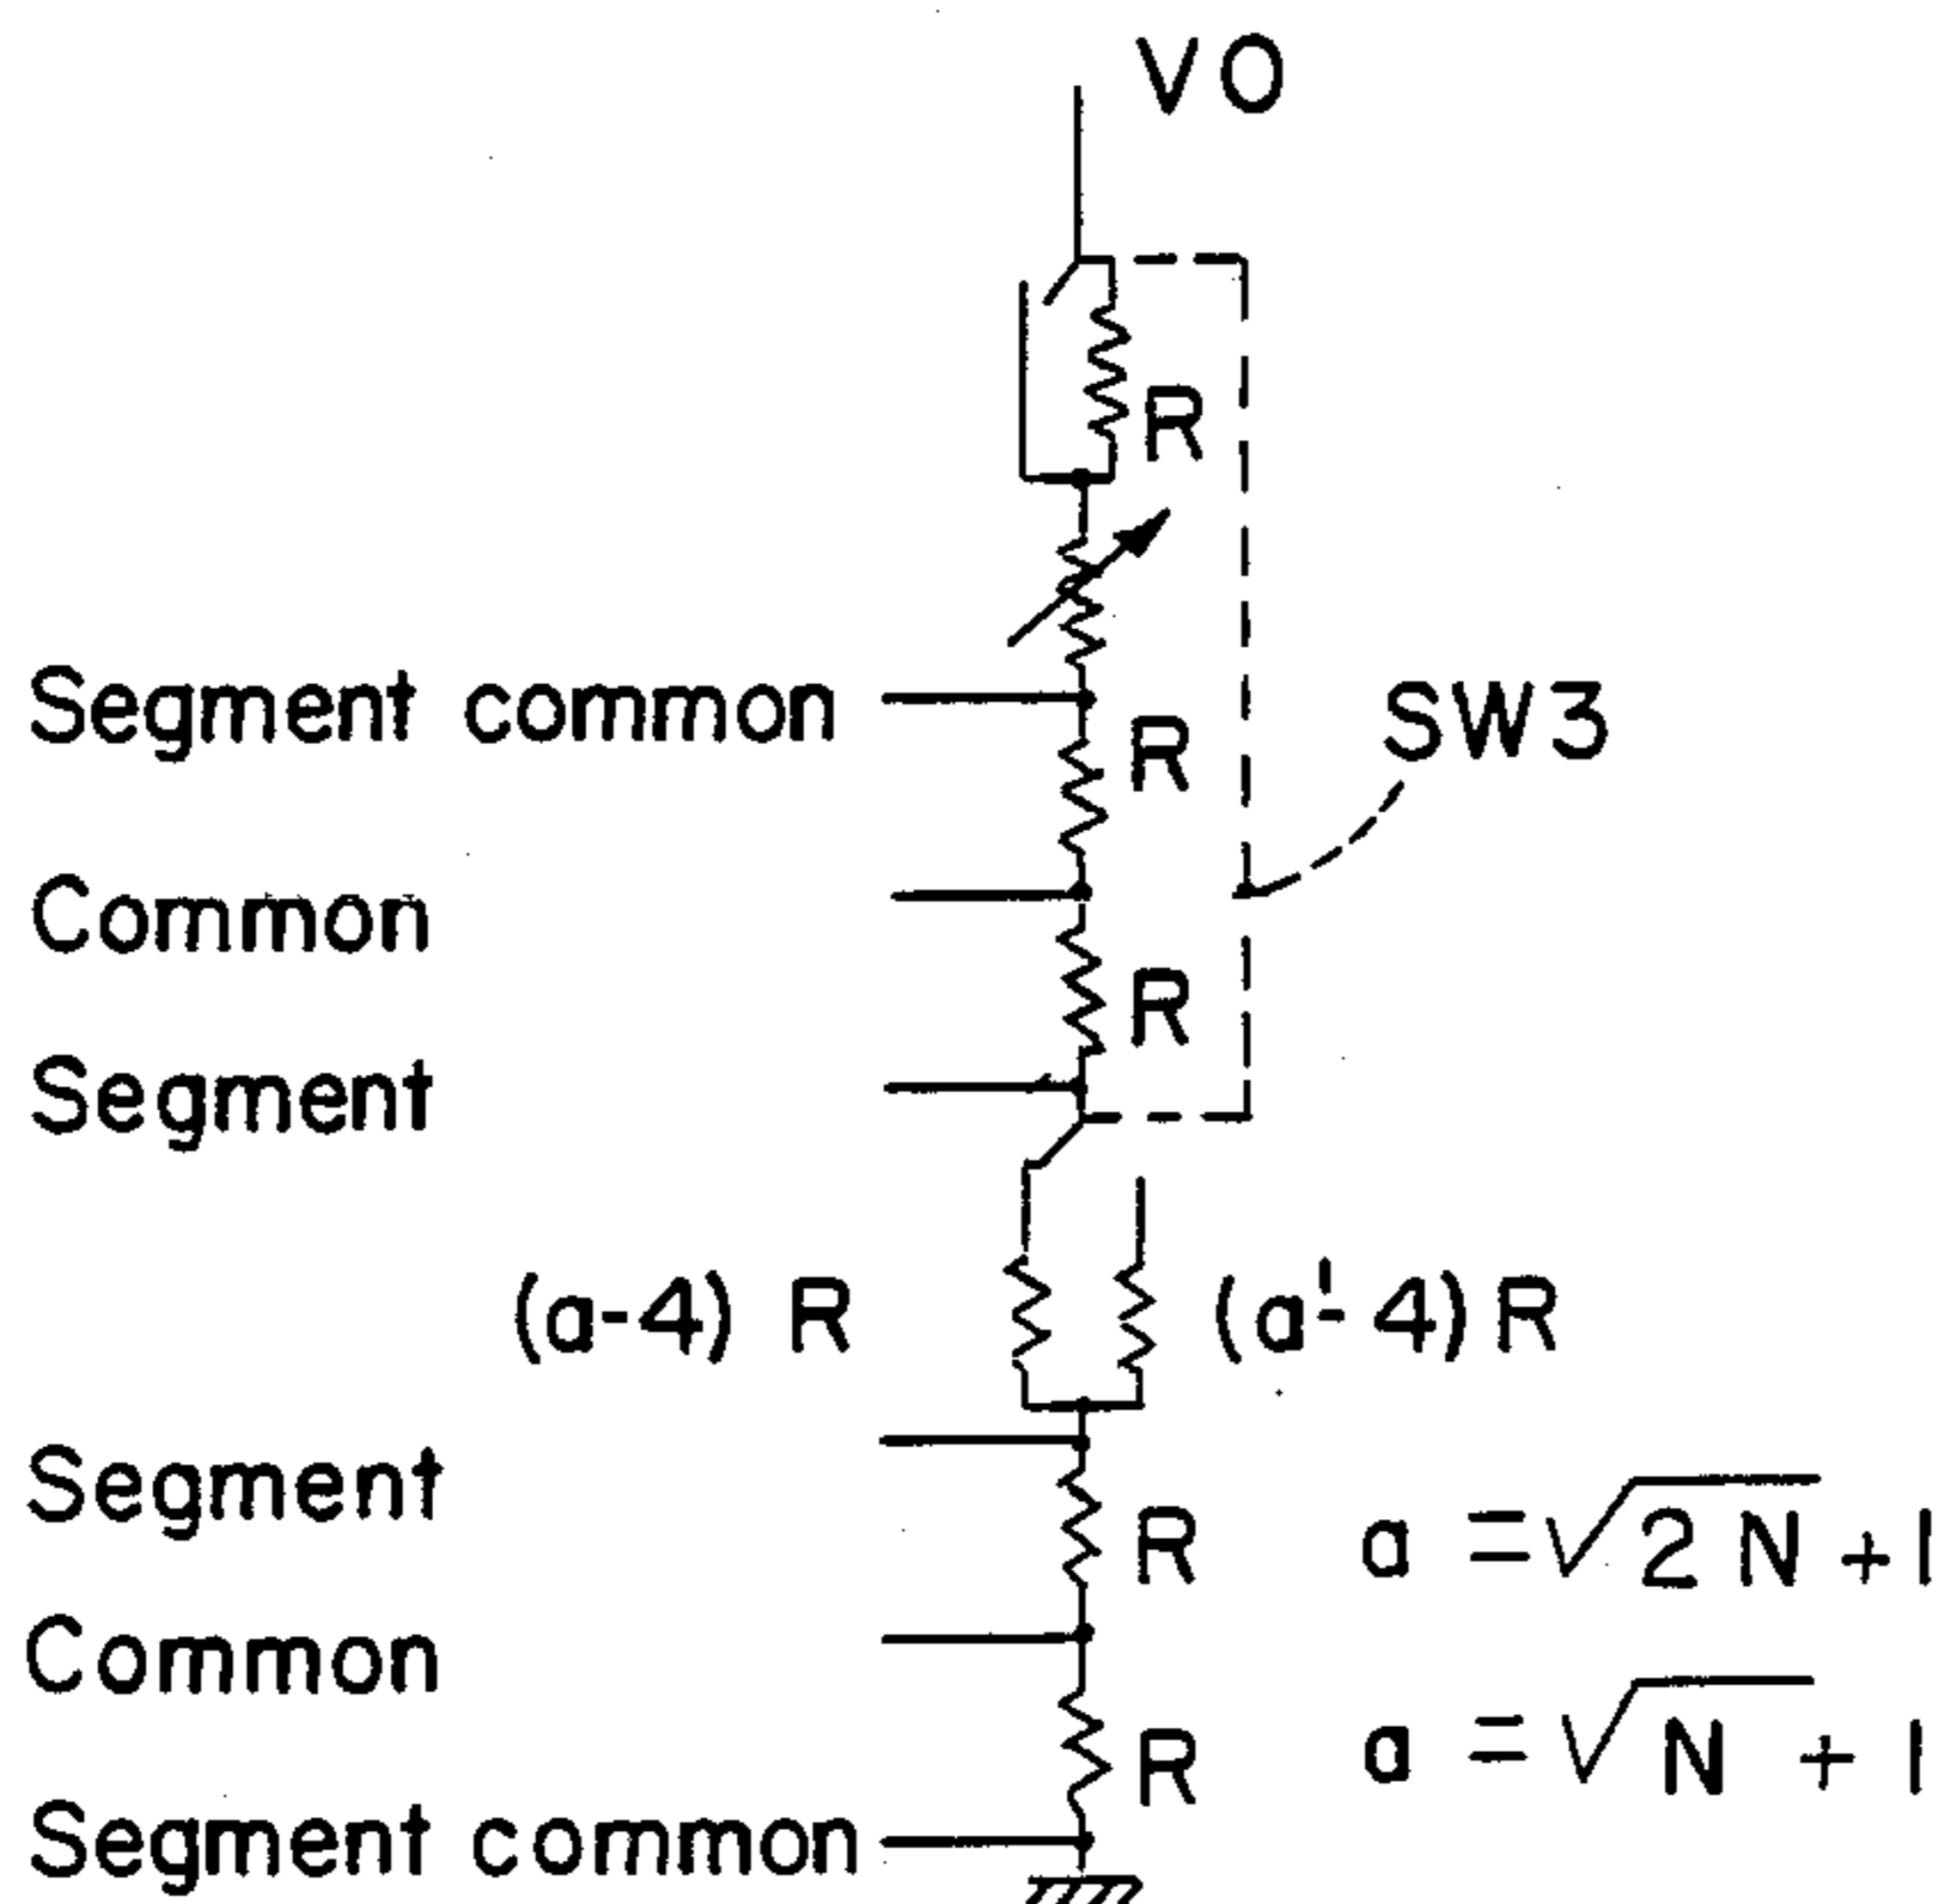 VO
R
Segment common
R
SW3
Common
R
Segment
(a-4) R
(a'-4) R
Segment
R
a = √2N + 1
Common
R
a = √N + 1
Segment common